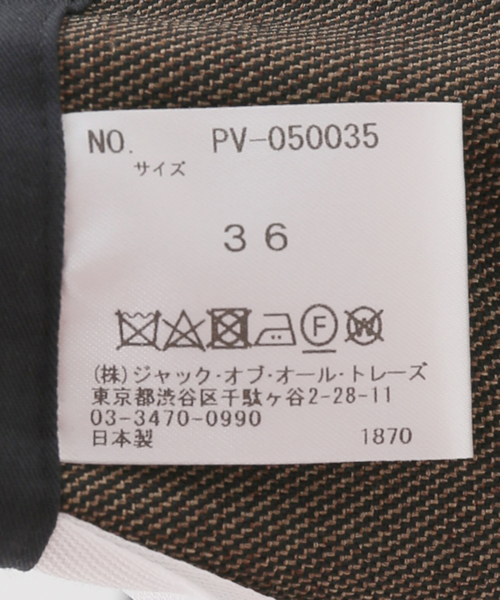 NO. PV-050035
サイズ
36
F W
(株)ジャック・オブ・オール・トレーズ
東京都渋谷区千駄ヶ谷2-28-11
03-3470-0990
日本製 1870